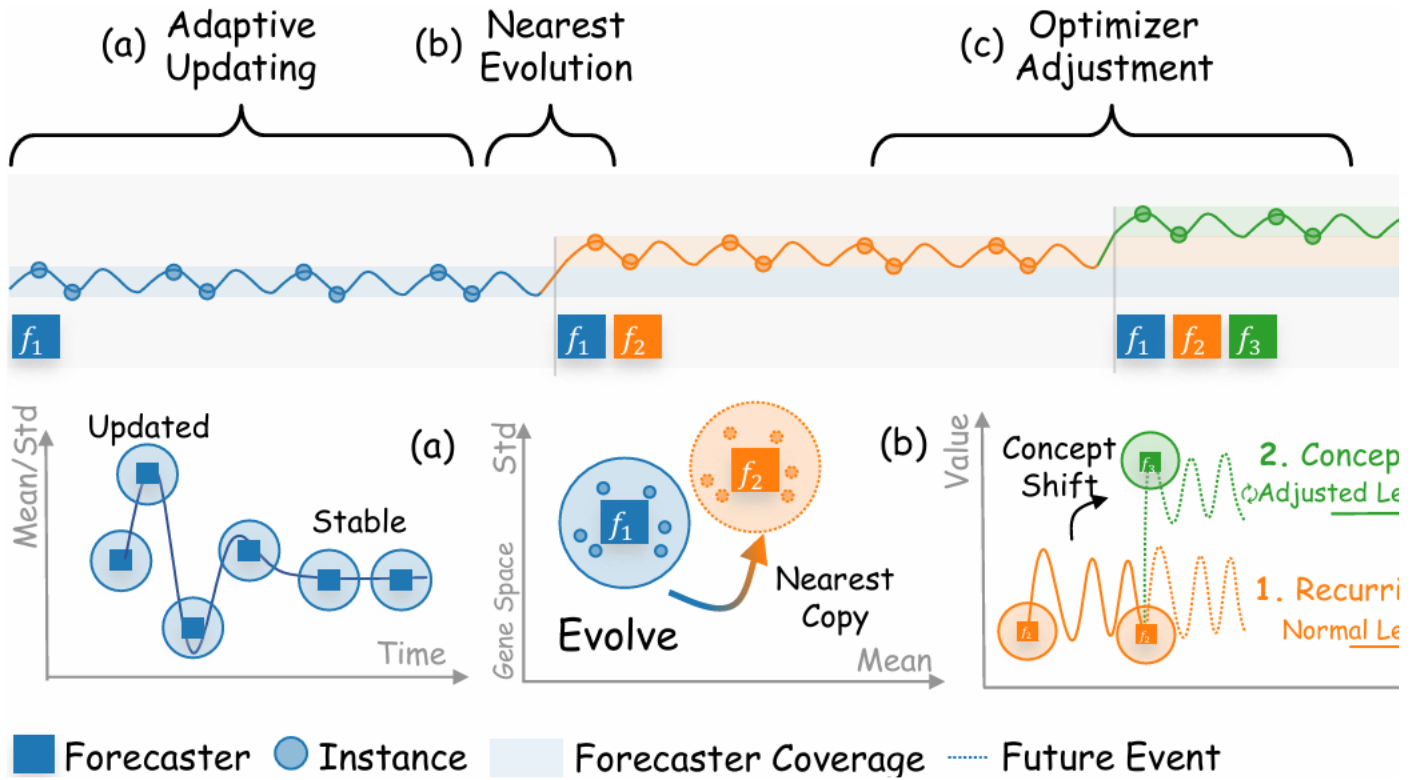 (a) Adaptive Updating
(b) Nearest Evolution
(c) Optimizer Adjustment
f₁
f₁ f₂
f₁ f₂ f₃
Mean/Std
Updated
Stable
Time
(a)
Gene Space
Std
f₁
f₂
Evolve
Nearest Copy
Mean
(b)
Value
Concept Shift
f₃
f₂
f₂
2. Concep
Adjusted Le
1. Recurri
Normal Le
Forecaster
Instance
Forecaster Coverage
Future Event